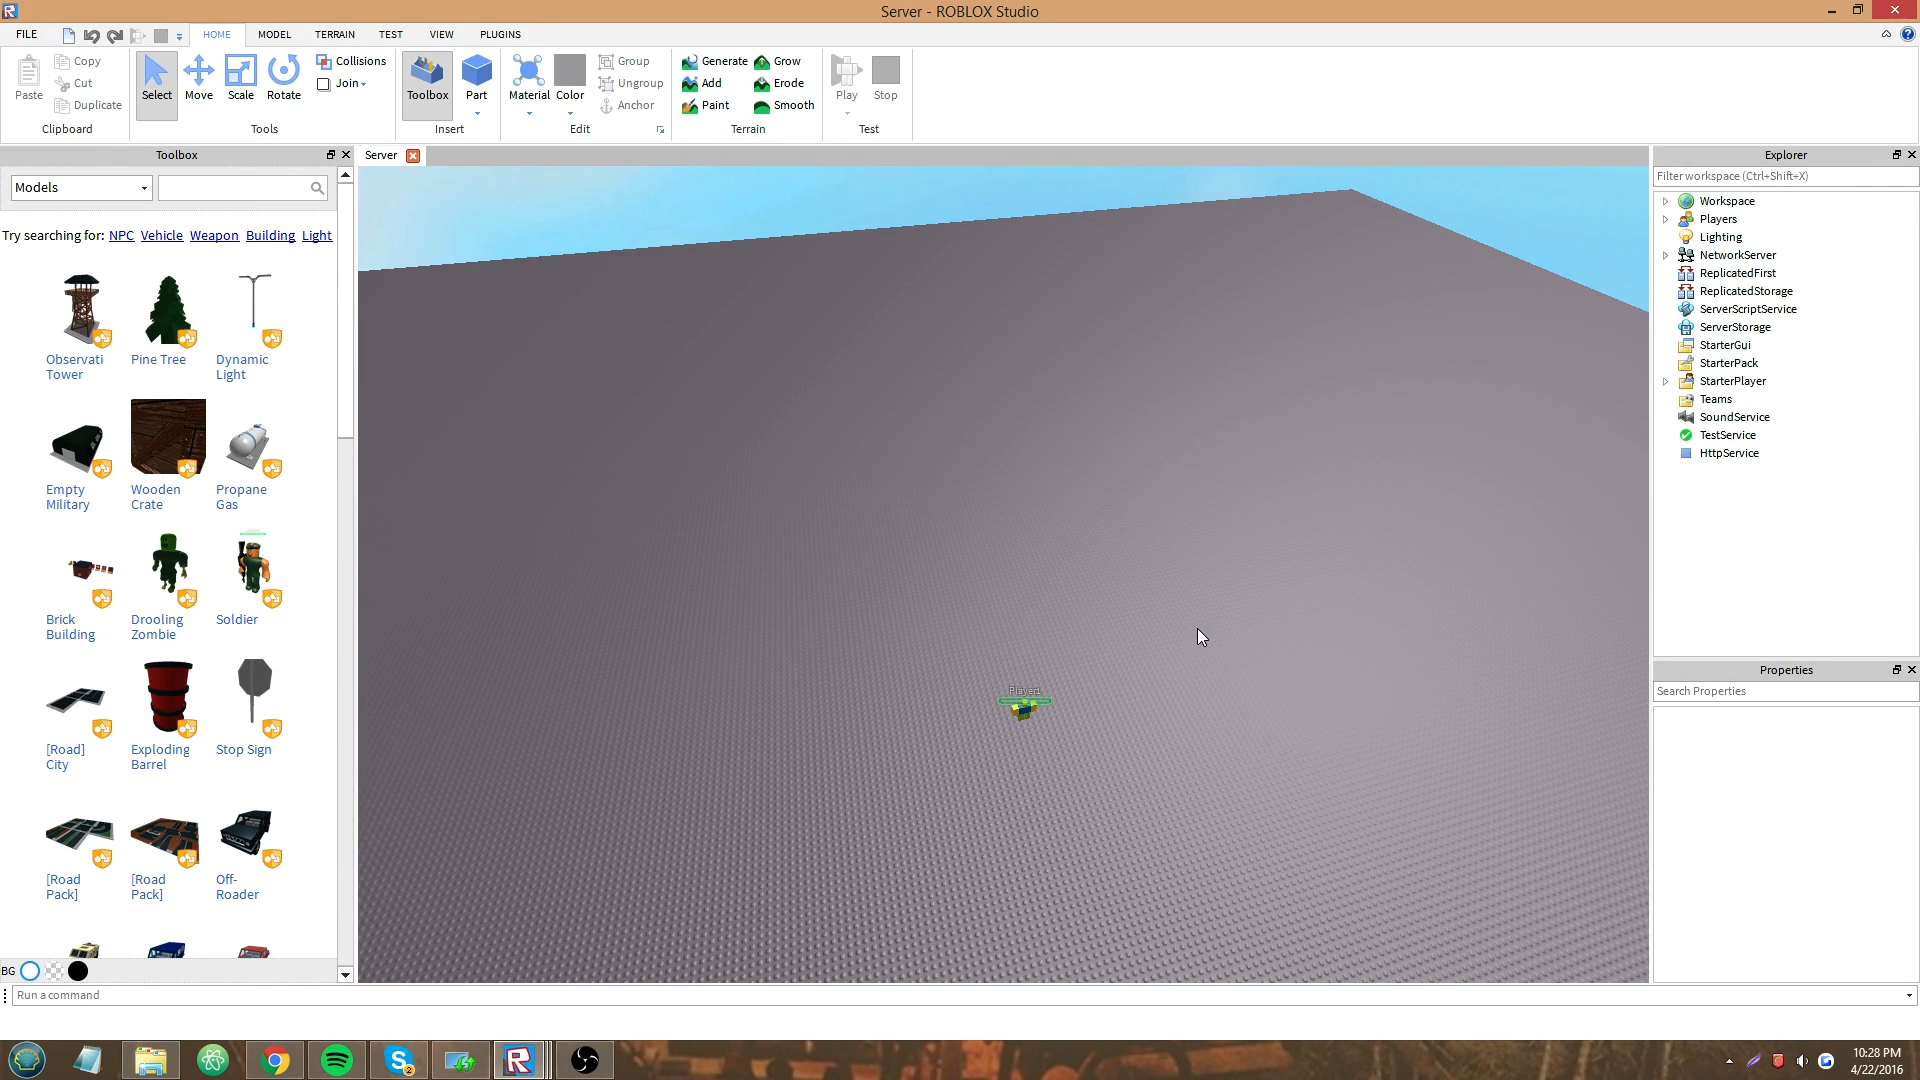 Server - ROBLOX Studio
FILE
HOME
MODEL
TERRAIN
TEST
VIEW
PLUGINS
Paste
Copy
Cut
Duplicate
Clipboard
Select
Move
Scale
Rotate
Collisions
Join
Tools
Toolbox
Part
Insert
Material
Color
Group
Ungroup
Anchor
Edit
Generate
Add
Paint
Grow
Erode
Smooth
Terrain
Play
Stop
Test
Toolbox
Models
Try searching for: NPC Vehicle Weapon Building Light
Observati
Tower
Pine Tree
Dynamic
Light
Empty
Military
Wooden
Crate
Propane
Gas
Brick
Building
Drooling
Zombie
Soldier
[Road]
City
Exploding
Barrel
Stop Sign
[Road
Pack]
[Road
Pack]
Off-
Roader
BG
Server
Player1
Explorer
Filter workspace (Ctrl+Shift+X)
Workspace
Players
Lighting
NetworkServer
ReplicatedFirst
ReplicatedStorage
ServerScriptService
ServerStorage
StarterGui
StarterPack
StarterPlayer
Teams
SoundService
TestService
HttpService
Properties
Search Properties
Run a command
2
10:28 PM
4/22/2016